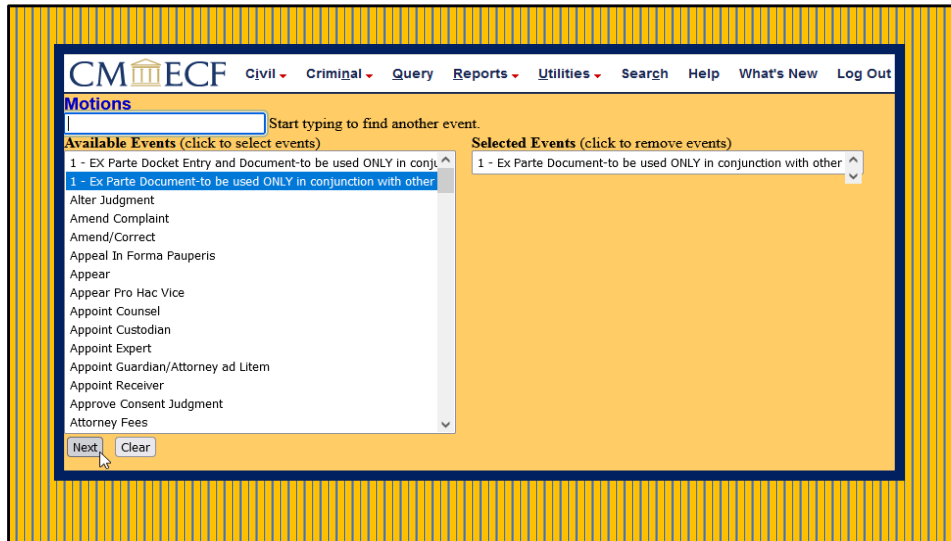 CM ECF Civil Criminal Query Reports Utilities Search Help What's New Log Out
Motions
Start typing to find another event.
Available Events (click to select events)
1 - EX Parte Docket Entry and Document-to be used ONLY in conju
1 - Ex Parte Document-to be used ONLY in conjunction with other
Alter Judgment
Amend Complaint
Amend/Correct
Appeal In Forma Pauperis
Appear
Appear Pro Hac Vice
Appoint Counsel
Appoint Custodian
Appoint Expert
Appoint Guardian/Attorney ad Litem
Appoint Receiver
Approve Consent Judgment
Attorney Fees
Selected Events (click to remove events)
1 - Ex Parte Document-to be used ONLY in conjunction with other
Next Clear